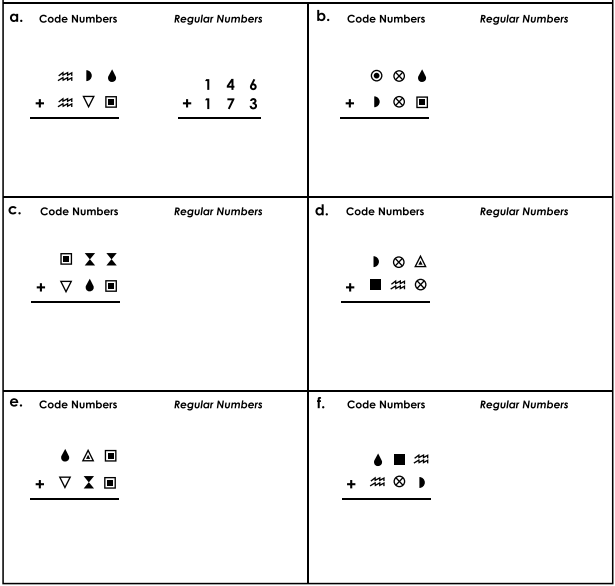 a. Code Numbers Regular Numbers
1 4 6
+ + 1 7 3
b. Code Numbers Regular Numbers
+
c. Code Numbers Regular Numbers
+
d. Code Numbers Regular Numbers
+
e. Code Numbers Regular Numbers
+
f. Code Numbers Regular Numbers
+